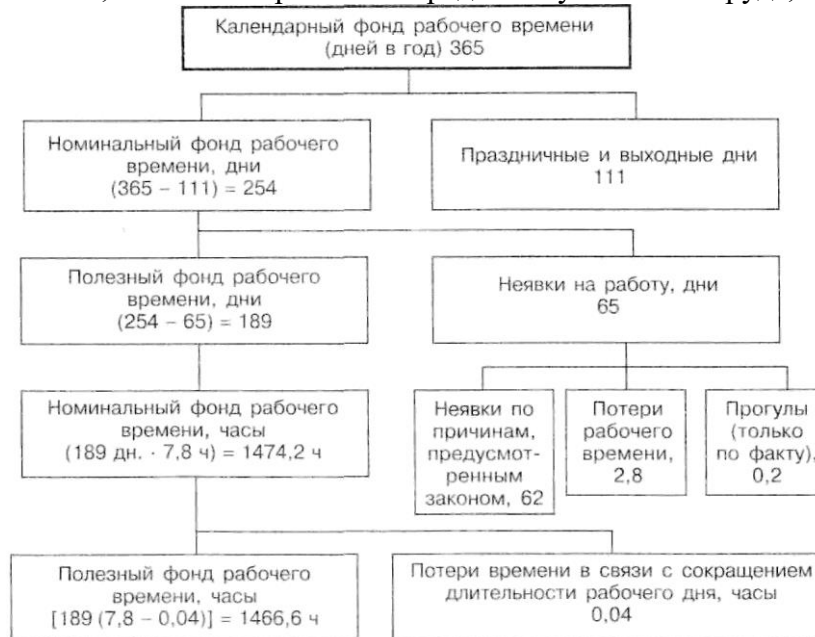 Календарный фонд рабочего времени
(дней в год) 365
Номинальный фонд рабочего
времени, дни
(365 – 111) = 254
Праздничные и выходные дни
111
Полезный фонд рабочего
времени, дни
(254 – 65) = 189
Неявки на работу, дни
65
Номинальный фонд рабочего
времени, часы
(189 дн. · 7,8 ч) = 1474,2 ч
Неявки по
причинам,
предусмот-
ренным
законом, 62
Потери
рабочего
времени,
2,8
Прогулы
(только
по факту),
0,2
Полезный фонд рабочего
времени, часы
[189 (7,8 – 0,04)] = 1466,6 ч
Потери времени в связи с сокращением
длительности рабочего дня, часы
0,04